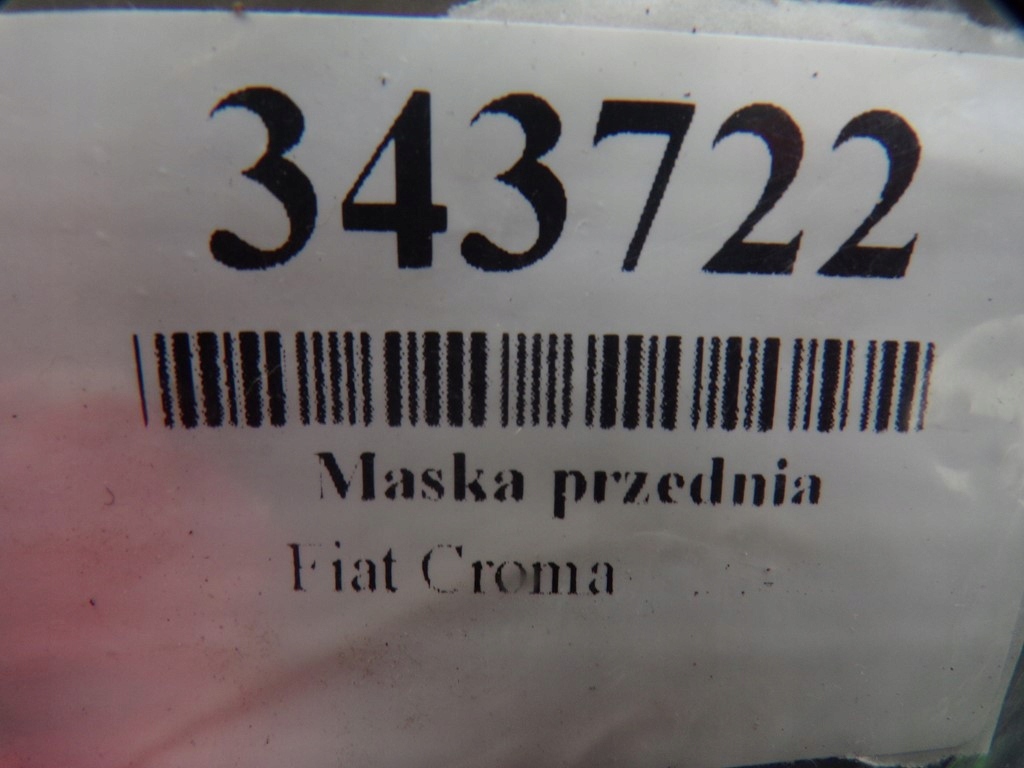 343722
Maska przednia
Fiat Croma